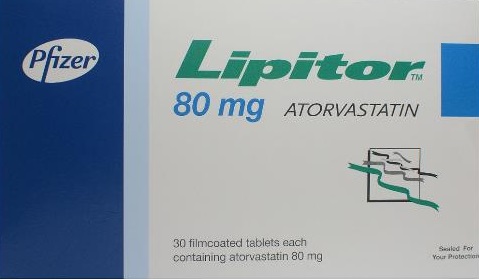 Pfizer
Lipitor™
80 mg ATORVASTATIN
30 filmcoated tablets each
containing atorvastatin 80 mg
Sealed For
Your Protection